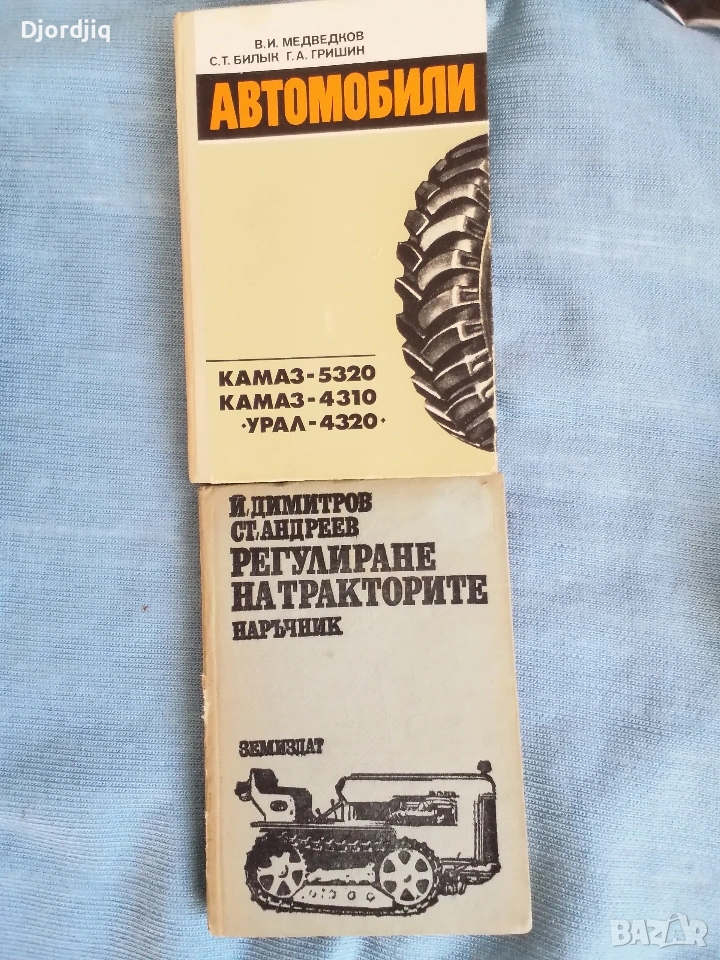 Djordjiq
В.И. МЕДВЕДКОВ
С.Т. БИЛЫК Г.А. ГРИШИН
АВТОМОБИЛИ
КАМАЗ-5320
КАМАЗ-4310
«УРАЛ-4320»
Й. ДИМИТРОВ
СТ. АНДРЕЕВ
РЕГУЛИРАНЕ
НА ТРАКТОРИТЕ
НАРЪЧНИК
ЗЕМИЗДАТ
BAZAR